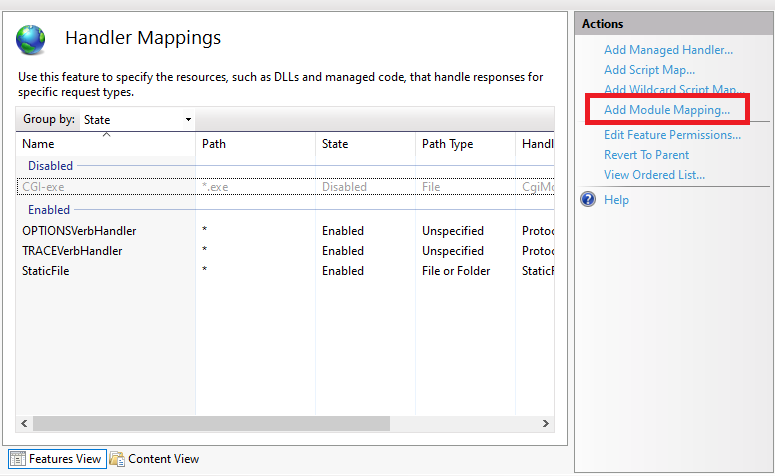 Handler Mappings
Use this feature to specify the resources, such as DLLs and managed code, that handle responses for
specific request types.
Group by: State
Name Path State Path Type Handl
Disabled
CGI-exe *.exe Disabled File CgiMo
Enabled
OPTIONSVerbHandler * Enabled Unspecified Protoc
TRACEVerbHandler * Enabled Unspecified Protoc
StaticFile * Enabled File or Folder StaticF
Features View Content View
Actions
Add Managed Handler...
Add Script Map...
Add Wildcard Script Map...
Add Module Mapping...
Edit Feature Permissions...
Revert To Parent
View Ordered List...
Help